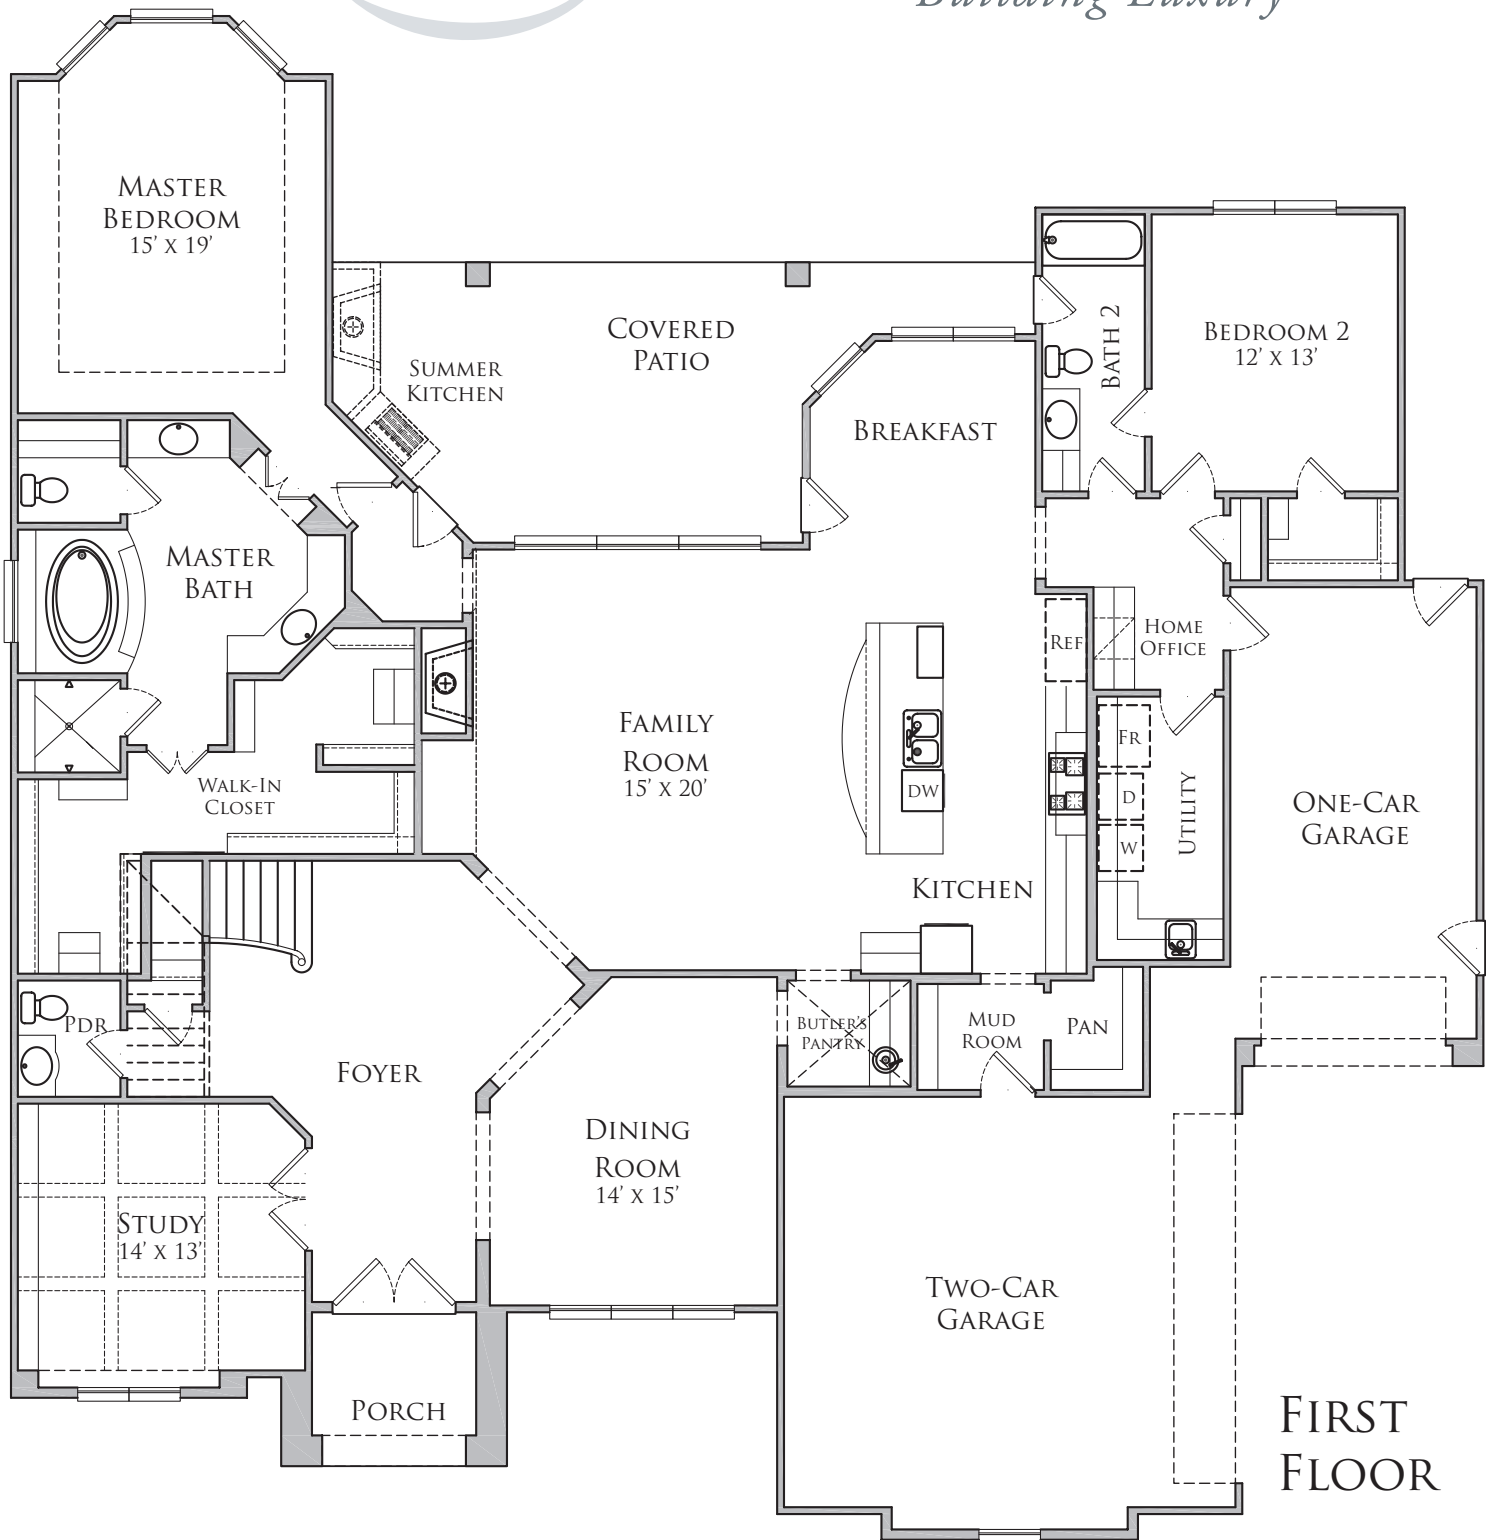 Building Luxury
MASTER
BEDROOM
15' X 19'
COVERED
PATIO
SUMMER
KITCHEN
BREAKFAST
BATH 2
BEDROOM 2
12' X 13'
MASTER
BATH
REF
HOME
OFFICE
FAMILY
ROOM
15' X 20'
DW
FR
D
W
UTILITY
ONE-CAR
GARAGE
WALK-IN
CLOSET
KITCHEN
PDR
FOYER
BUTLER'S
PANTRY
MUD
ROOM
PAN
DINING
ROOM
14' X 15'
STUDY
14' X 13'
TWO-CAR
GARAGE
PORCH
FIRST
FLOOR